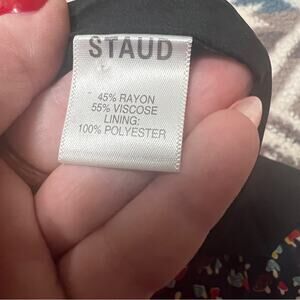 STAUD
45% RAYON
55% VISCOSE
LINING:
100% POLYESTER